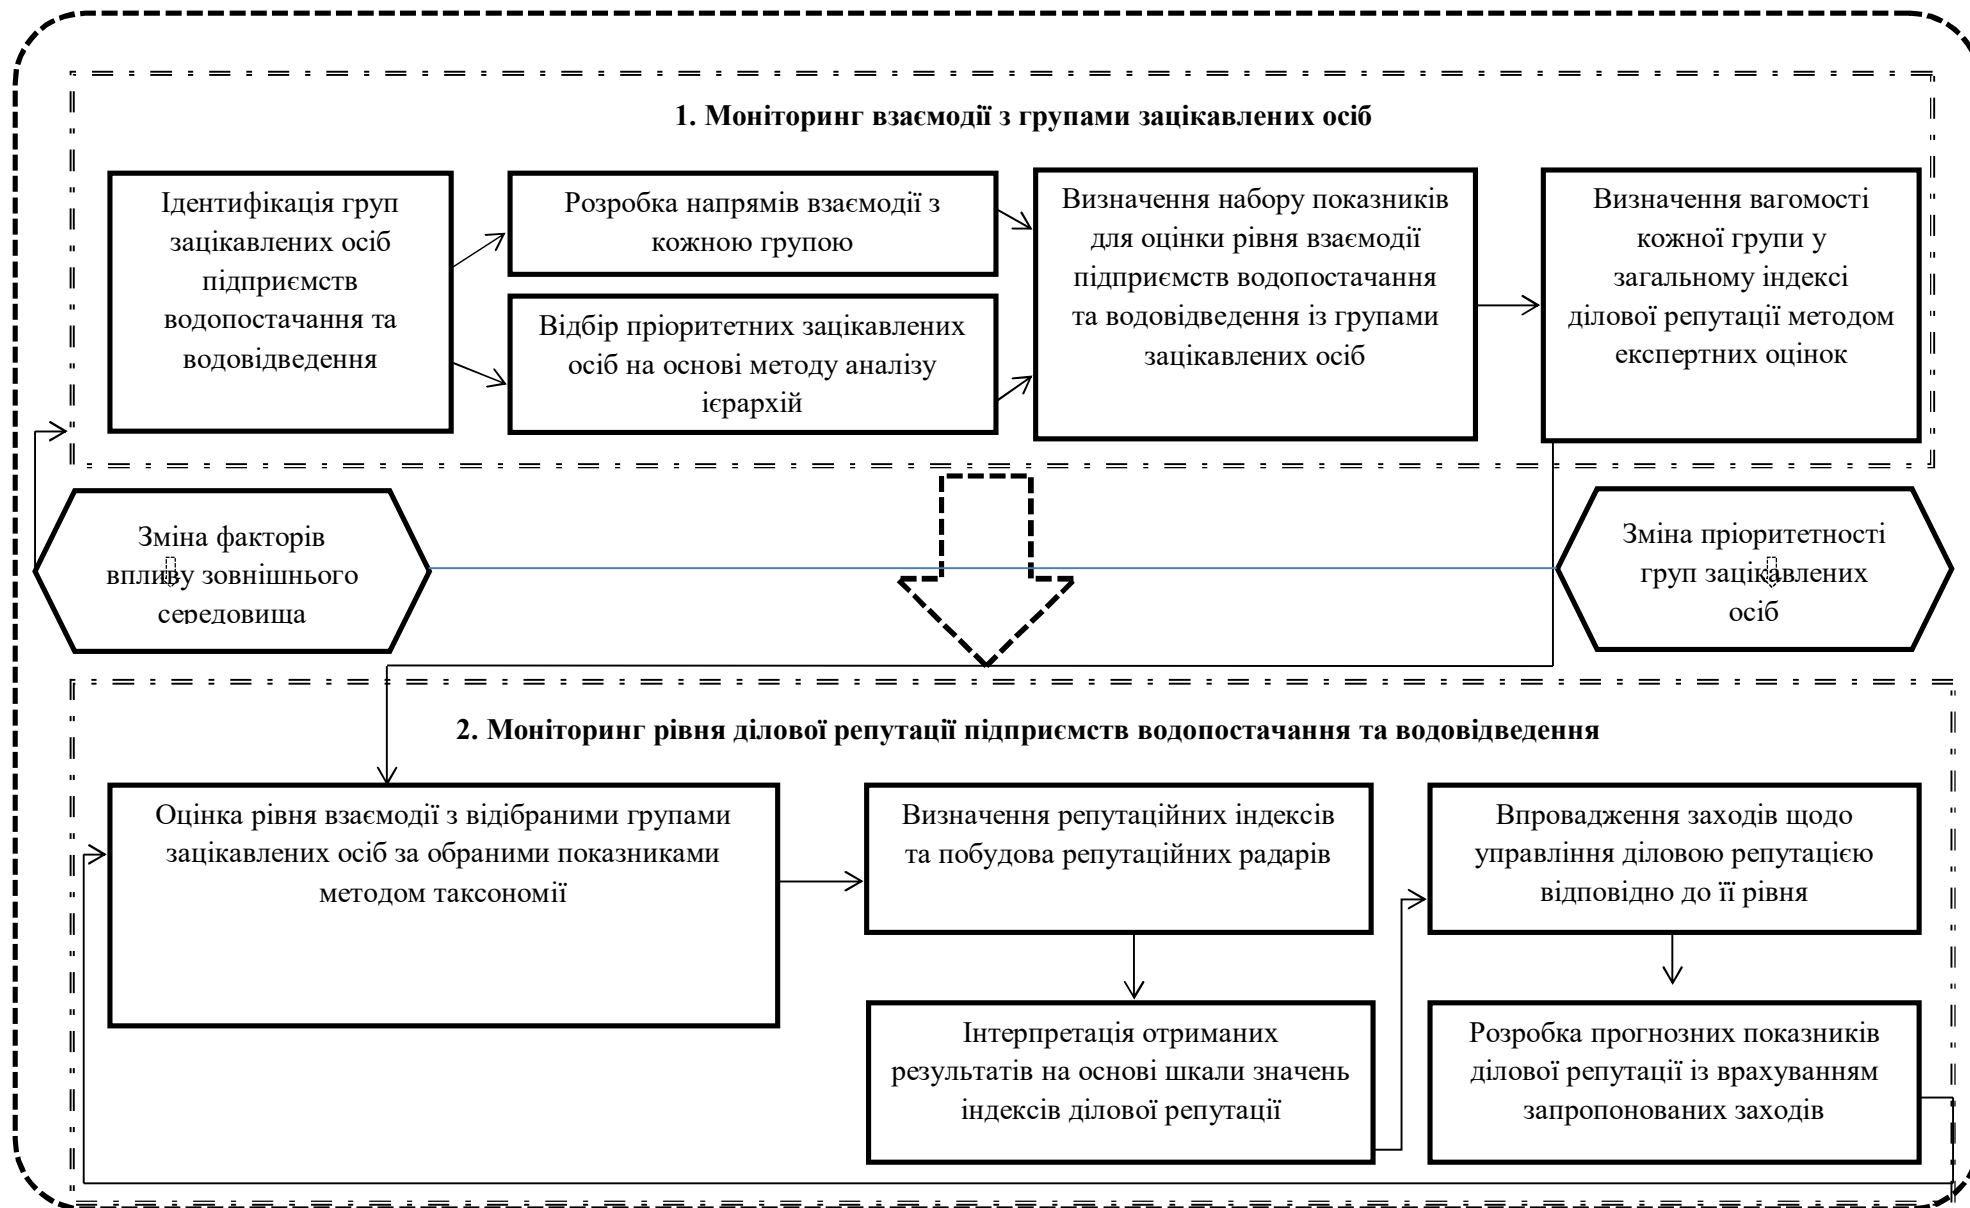 1. Моніторинг взаємодії з групами зацікавлених осіб
Ідентифікація груп
зацікавлених осіб
підприємств
водопостачання та
водовідведення
Розробка напрямів взаємодії з
кожною групою
Відбір пріоритетних зацікавлених
осіб на основі методу аналізу
ієрархій
Визначення набору показників
для оцінки рівня взаємодії
підприємств водопостачання
та водовідведення із групами
зацікавлених осіб
Визначення вагомості
кожної групи у
загальному індексі
ділової репутації методом
експертних оцінок
Зміна факторів
впливу зовнішнього
середовища
Зміна пріоритетності
груп зацікавлених
осіб
2. Моніторинг рівня ділової репутації підприємств водопостачання та водовідведення
Оцінка рівня взаємодії з відібраними групами
зацікавлених осіб за обраними показниками
методом таксономії
Визначення репутаційних індексів
та побудова репутаційних радарів
Інтерпретація отриманих
результатів на основі шкали значень
індексів ділової репутації
Впровадження заходів щодо
управління діловою репутацією
відповідно до її рівня
Розробка прогнозних показників
ділової репутації із врахуванням
запропонованих заходів